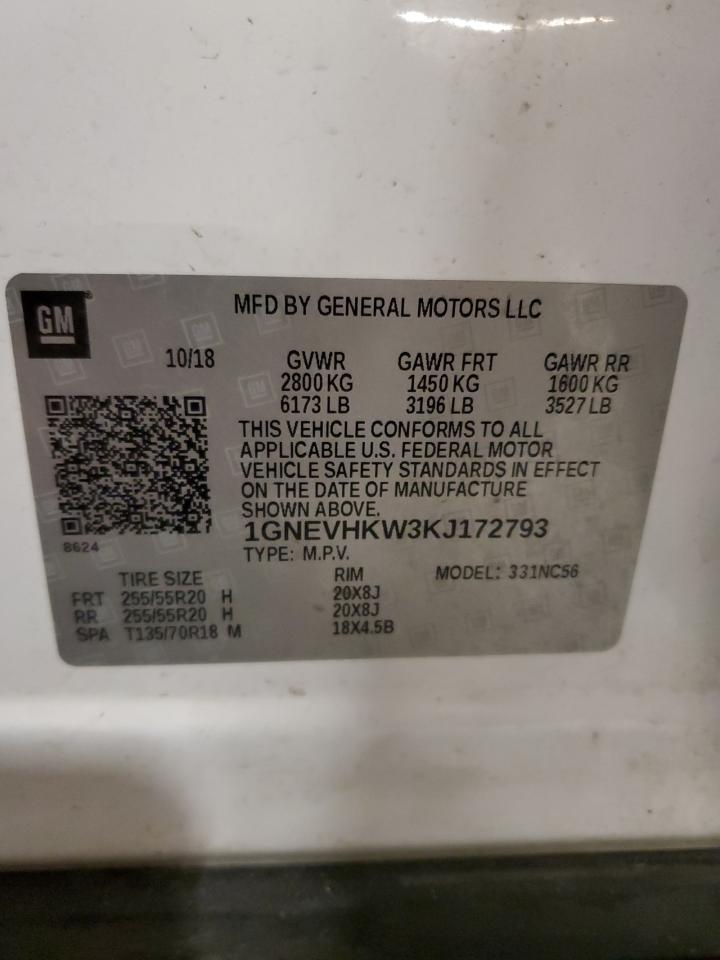 GM
MFD BY GENERAL MOTORS LLC
10/18 GVWR GAWR FRT GAWR RR
2800 KG 1450 KG 1600 KG
6173 LB 3196 LB 3527 LB
THIS VEHICLE CONFORMS TO ALL
APPLICABLE U.S. FEDERAL MOTOR
VEHICLE SAFETY STANDARDS IN EFFECT
ON THE DATE OF MANUFACTURE
SHOWN ABOVE.
1GNEVHKW3KJ172793
8624
TYPE: M.P.V.
TIRE SIZE RIM MODEL: 331NC56
FRT 255/55R20 H 20X8J
RR 255/55R20 H 20X8J
SPA T135/70R18 M 18X4.5B